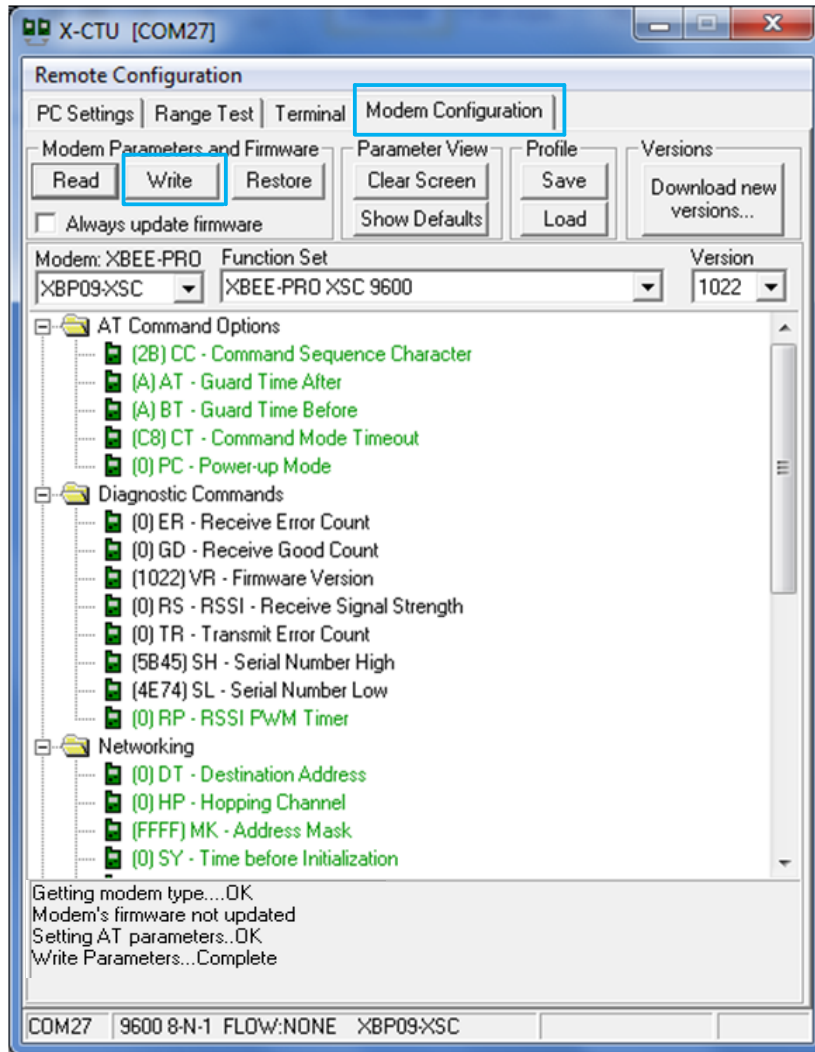 X-CTU [COM27]
Remote Configuration
PC Settings Range Test Terminal Modem Configuration
Modem Parameters and Firmware Parameter View Profile Versions
Read Write Restore Clear Screen Save Download new versions...
Always update firmware Show Defaults Load
Modem: XBEE-PRO Function Set Version
XBP09-XSC XBEE-PRO XSC 9600 1022
AT Command Options
(2B) CC - Command Sequence Character
(A) AT - Guard Time After
(A) BT - Guard Time Before
(C8) CT - Command Mode Timeout
(0) PC - Power-up Mode
Diagnostic Commands
(0) ER - Receive Error Count
(0) GD - Receive Good Count
(1022) VR - Firmware Version
(0) RS - RSSI - Receive Signal Strength
(0) TR - Transmit Error Count
(5B45) SH - Serial Number High
(4E74) SL - Serial Number Low
(0) RP - RSSI PWM Timer
Networking
(0) DT - Destination Address
(0) HP - Hopping Channel
(FFFF) MK - Address Mask
(0) SY - Time before Initialization
Getting modem type....OK
Modem's firmware not updated
Setting AT parameters..OK
Write Parameters...Complete
COM27 9600 8-N-1 FLOW:NONE XBP09-XSC